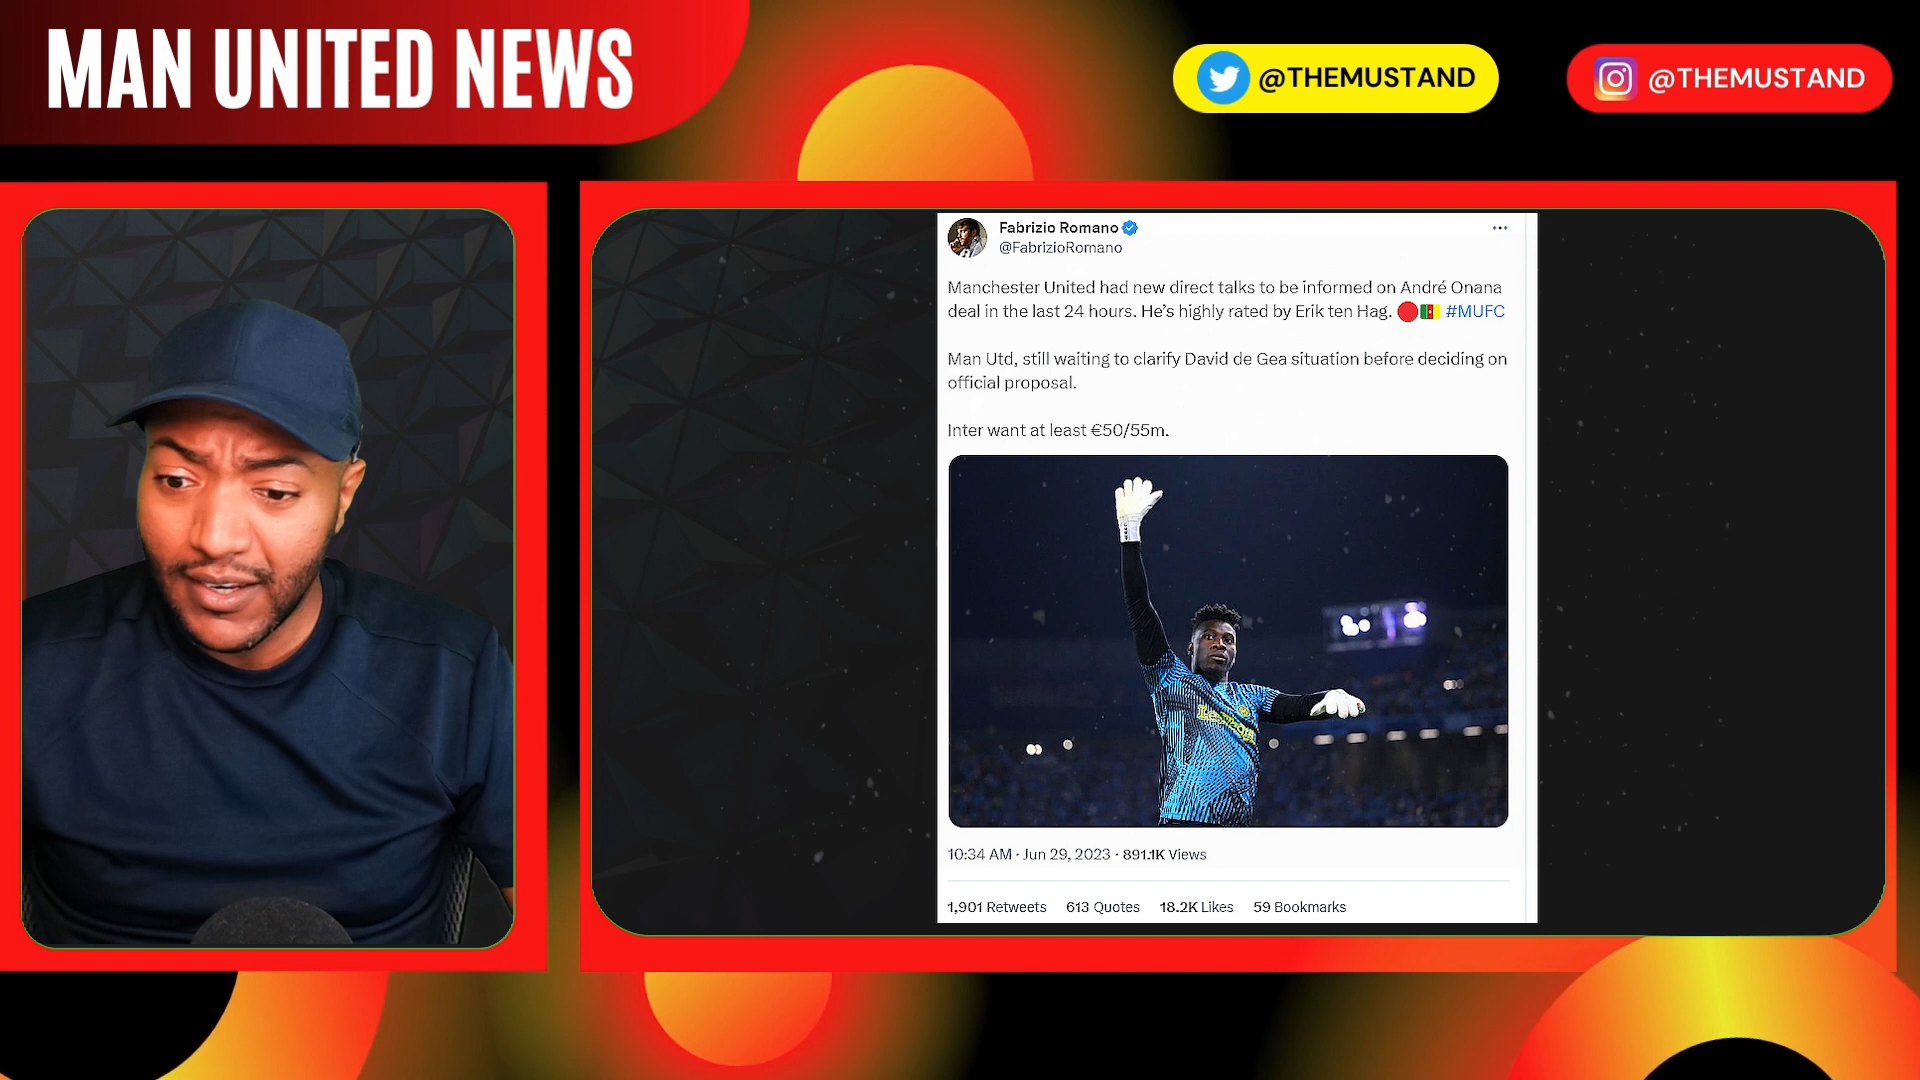 MAN UNITED NEWS
@THEMUSTAND
@THEMUSTAND
Fabrizio Romano
@FabrizioRomano
Manchester United had new direct talks to be informed on André Onana
deal in the last 24 hours. He's highly rated by Erik ten Hag. 🔴🇨🇲 #MUFC
Man Utd, still waiting to clarify David de Gea situation before deciding on
official proposal.
Inter want at least €50/55m.
10:34 AM · Jun 29, 2023 · 891.1K Views
1,901 Retweets 613 Quotes 18.2K Likes 59 Bookmarks